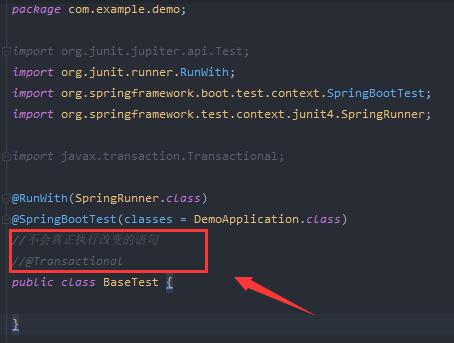 package com.example.demo;
import org.junit.jupiter.api.Test;
import org.junit.runner.RunWith;
import org.springframework.boot.test.context.SpringBootTest;
import org.springframework.test.context.junit4.SpringRunner;
import javax.transaction.Transactional;
@RunWith(SpringRunner.class)
@SpringBootTest(classes = DemoApplication.class)
//不会真正执行改变的语句
//@Transactional
public class BaseTest {
}